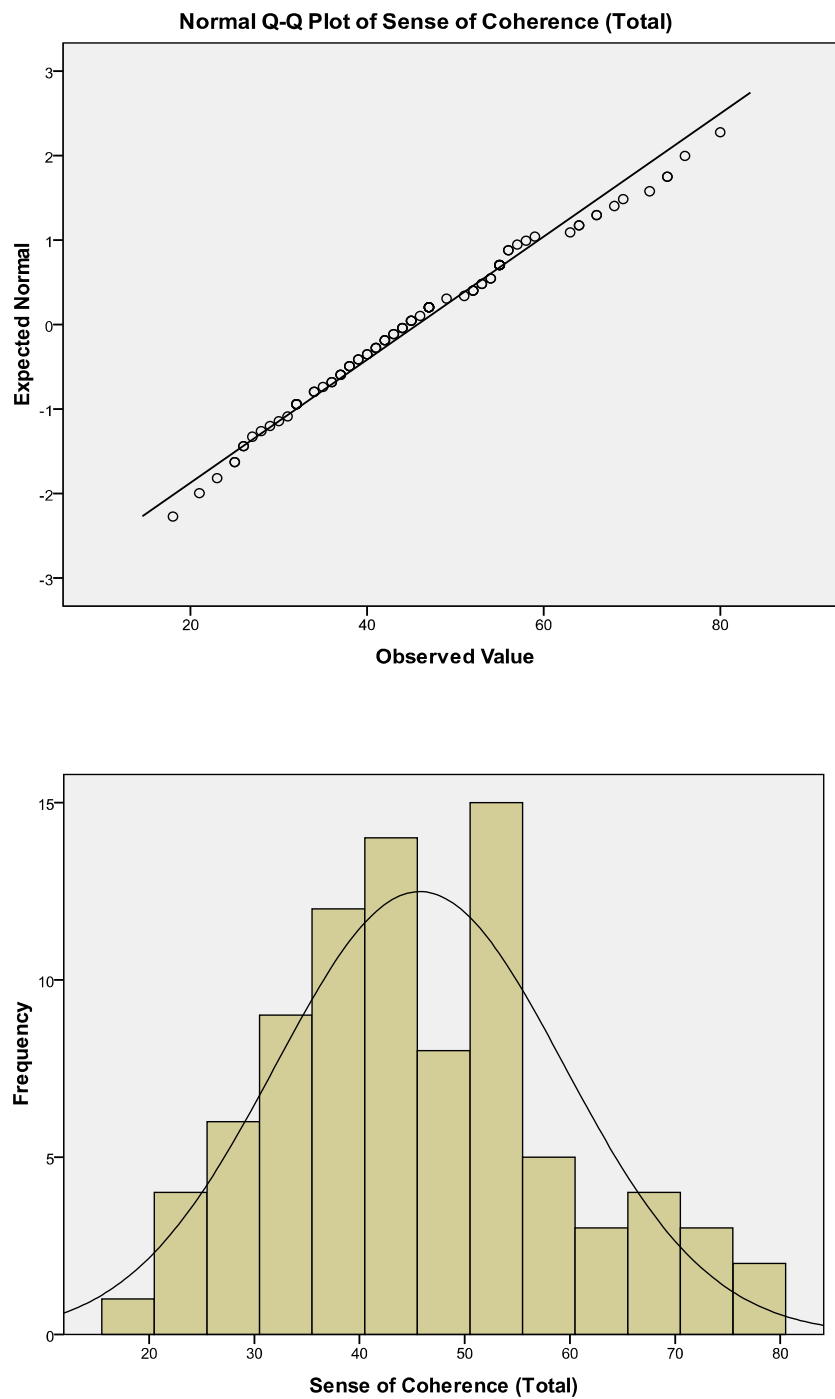 Normal Q-Q Plot of Sense of Coherence (Total)
3
2
1
0
-1
-2
-3
Expected Normal
20 40 60 80
Observed Value
15
10
5
0
Frequency
20 30 40 50 60 70 80
Sense of Coherence (Total)